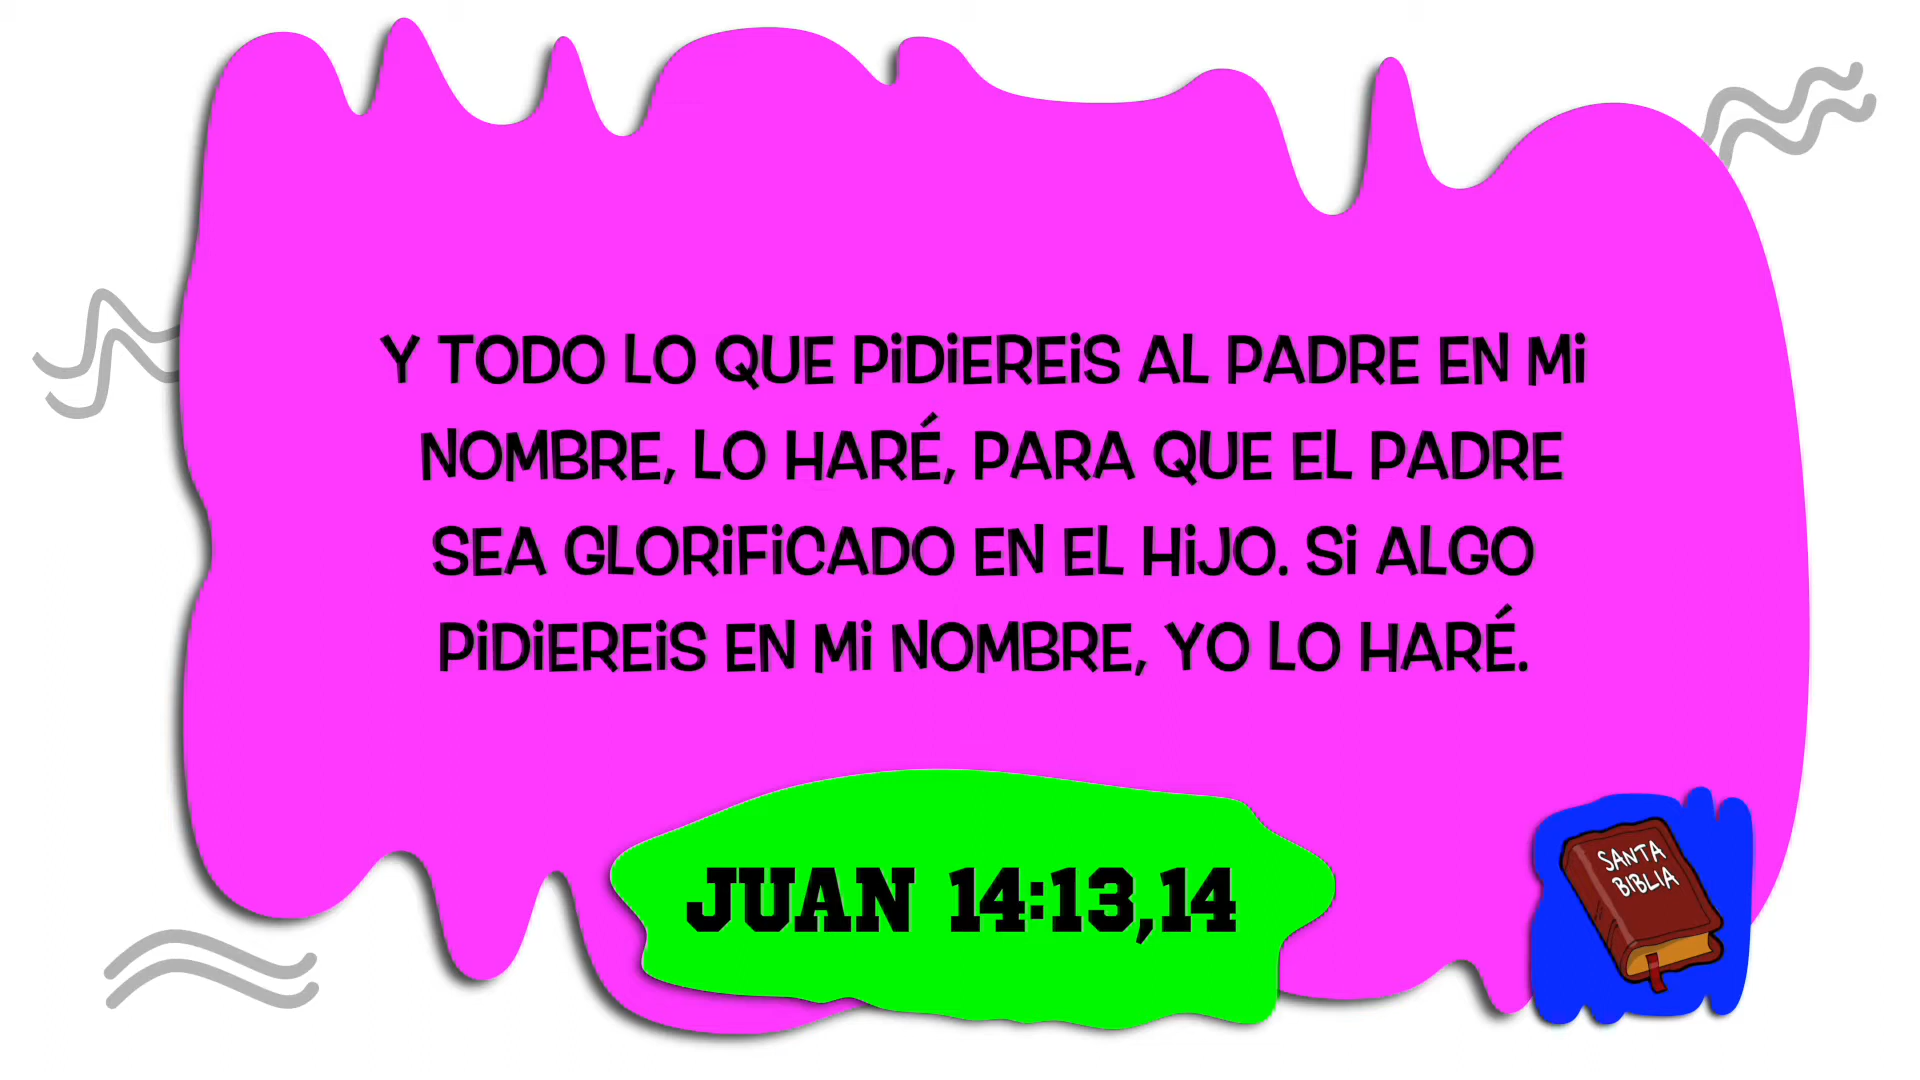 Y TODO LO QUE PiDiEREiS AL PADRE EN Mi
NOMBRE, LO HARÉ, PARA QUE EL PADRE
SEA GLORiFiCADO EN EL HiJO. Si ALGO
PiDiEREiS EN Mi NOMBRE, YO LO HARÉ.
JUAN 14:13,14
SANTA
BIBLIA